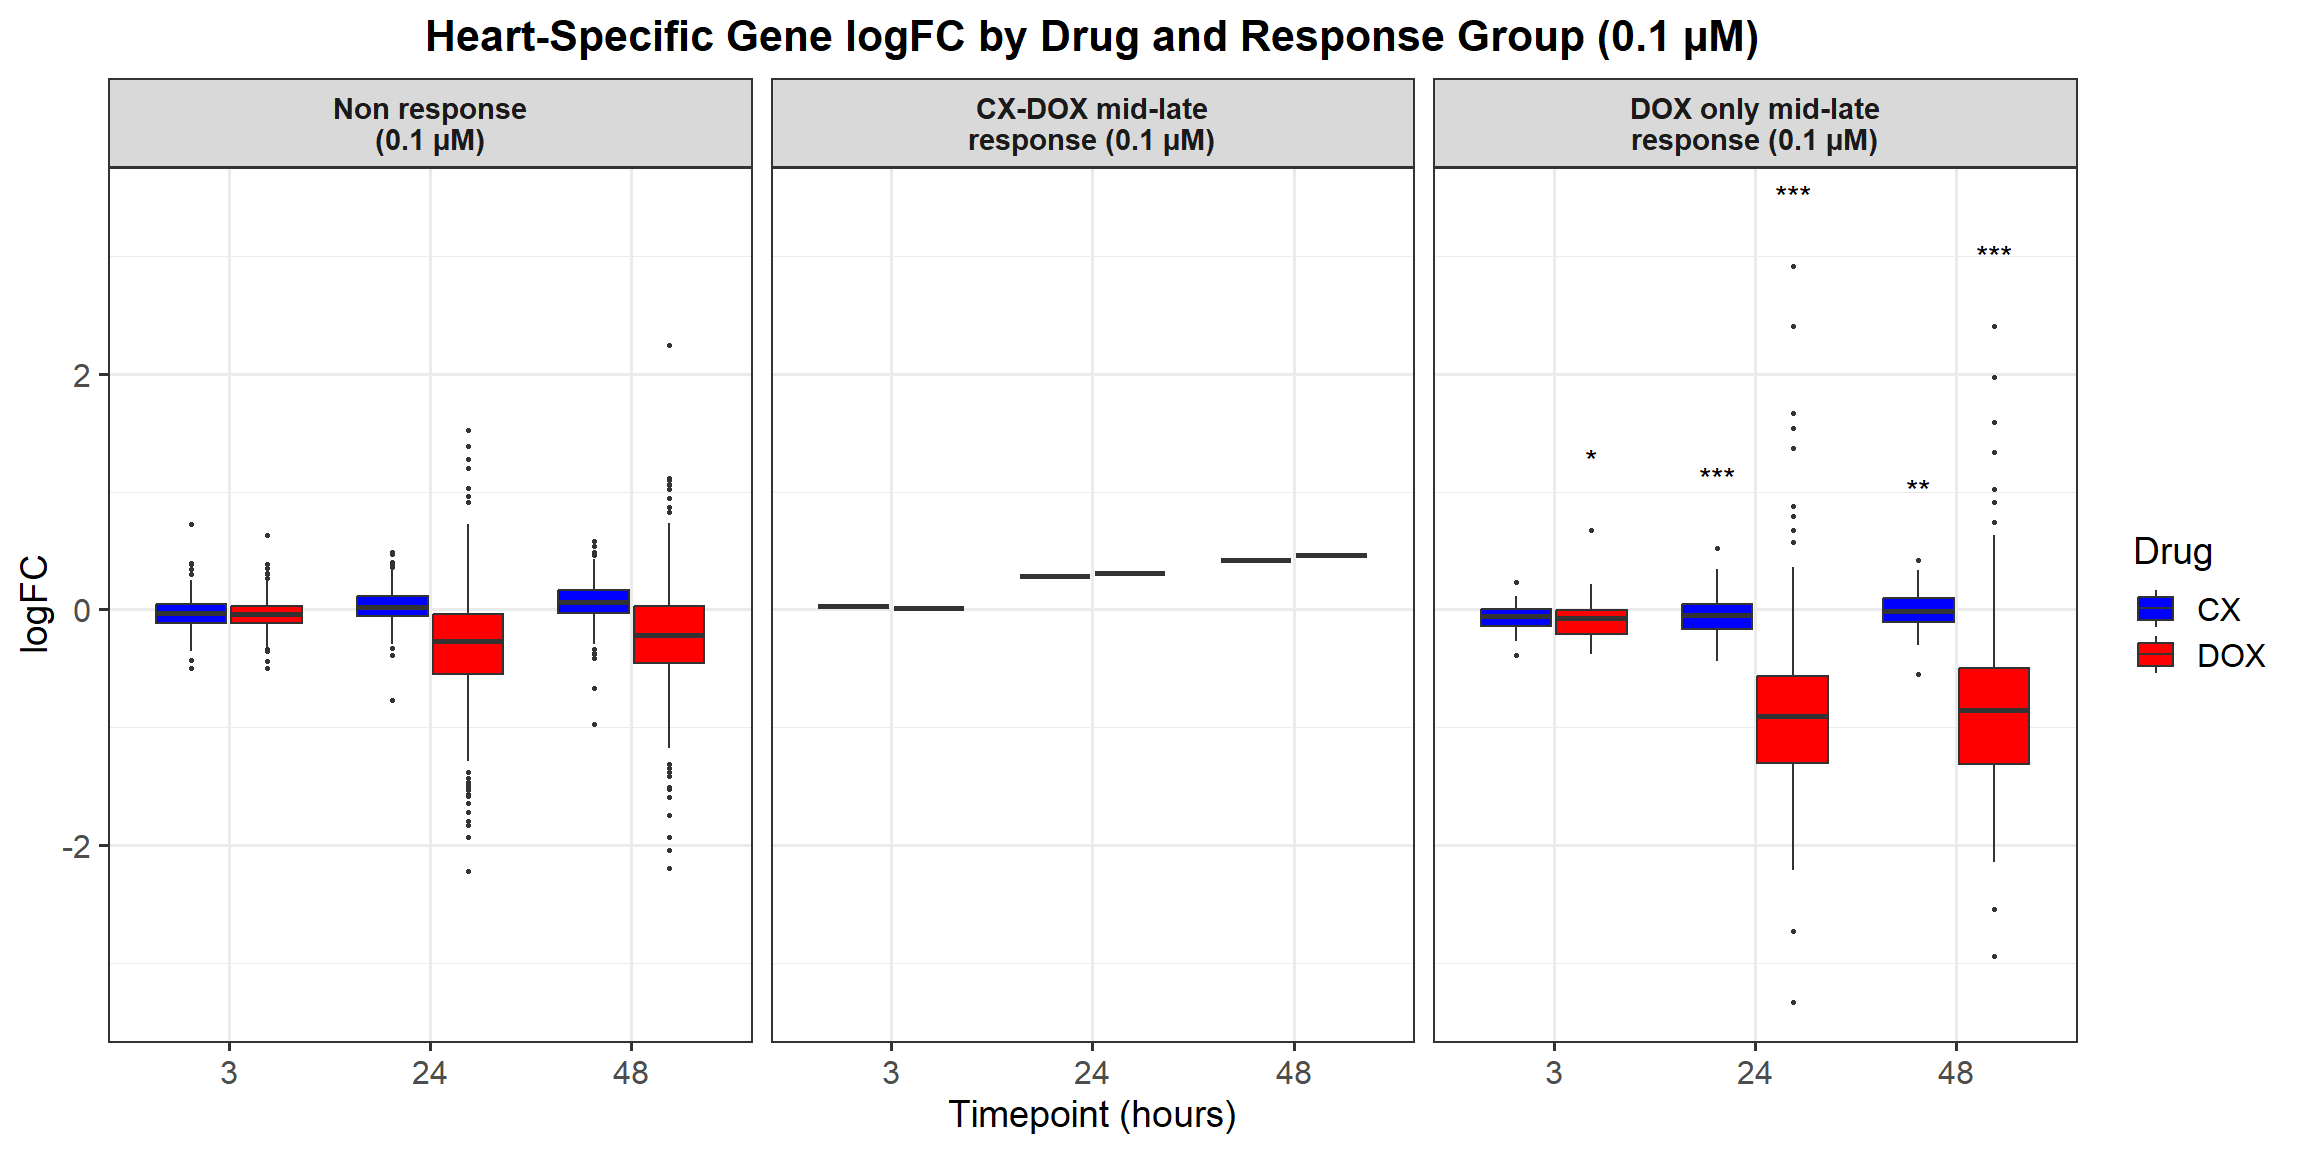 Heart-Specific Gene logFC by Drug and Response Group (0.1 µM)
Non response
(0.1 µM)
CX-DOX mid-late
response (0.1 µM)
DOX only mid-late
response (0.1 µM)
***
***
*
***
**
2
0
-2
logFC
3
24
48
3
24
48
3
24
48
Timepoint (hours)
Drug
CX
DOX